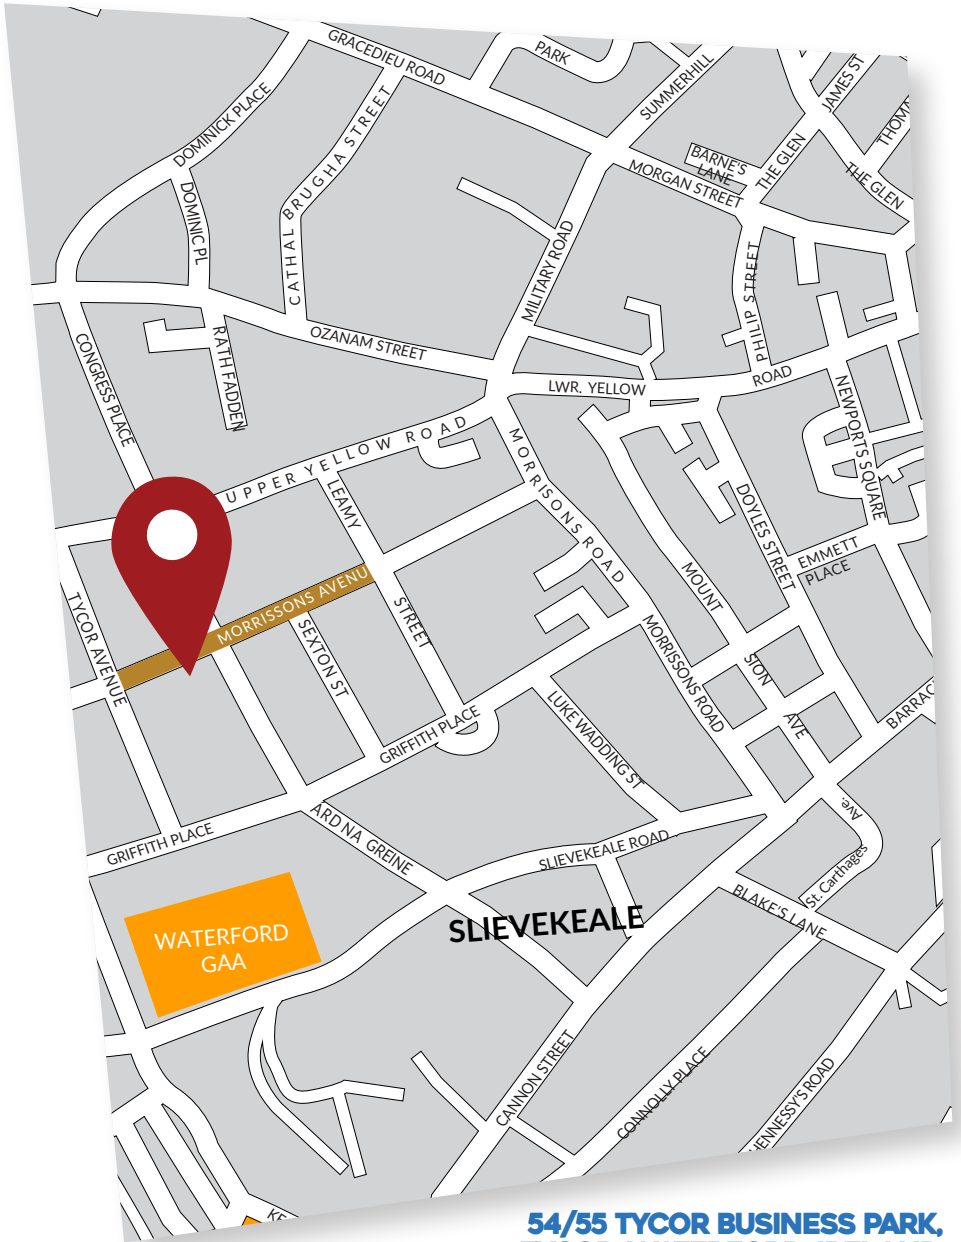 GRACEDIEU ROAD
PARK
SUMMERHILL
JAMES ST
DOMINICK PLACE
CATHAL BRUGHA STREET
BARNE'S
LANE
THE GLEN
THE GLEN
MORGAN STREET
DOMINIC PL
MILITARY ROAD
PHILIP STREET
OZANAM STREET
RATH FADDEN
CONGRESS PLACE
LWR. YELLOW
ROAD
NEWPORTS SQUARE
UPPER YELLOW ROAD
LEAMY
STREET
MORRISONS ROAD
DOYLES STREET
EMMETT
PLACE
MOUNT
SION
AVE
TYCOR AVENUE
MORRISSONS AVENU
SEXTON ST
MORRISSONS ROAD
GRIFFITH PLACE
LUKE WADDING ST
BARRAC
GRIFFITH PLACE
ARD NA GREINE
SLIEVEKEALE ROAD
Ave.
St. Carthages
BLAKE'S LANE
SLIEVEKEALE
WATERFORD
GAA
CANNON STREET
CONNOLLY PLACE
HENNESSY'S ROAD
54/55 TYCOR BUSINESS PARK,